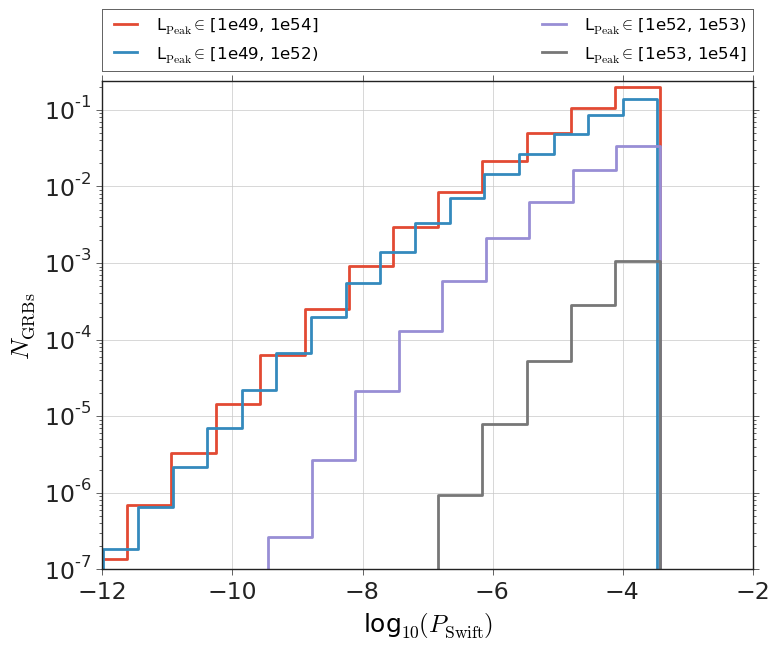 L_Peak ∈ [1e49, 1e54]
L_Peak ∈ [1e49, 1e52)
L_Peak ∈ [1e52, 1e53)
L_Peak ∈ [1e53, 1e54]
10^-1
10^-2
10^-3
10^-4
10^-5
10^-6
10^-7
N_GRBs
−12 −10 −8 −6 −4 −2
log_10(P_Swift)